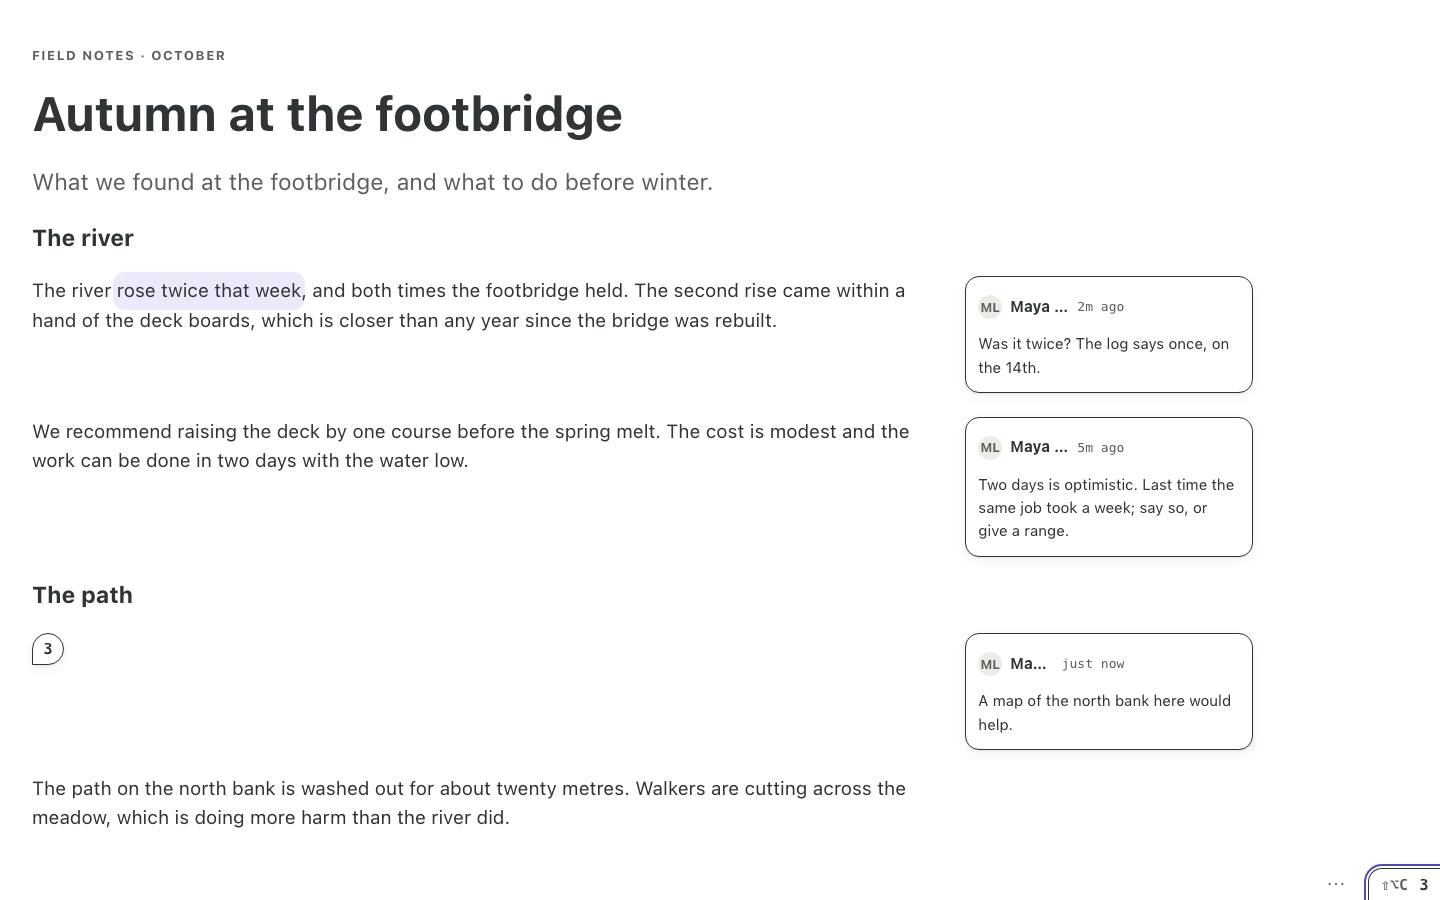 FIELD NOTES · OCTOBER
Autumn at the footbridge
What we found at the footbridge, and what to do before winter.
The river
The river rose twice that week, and both times the footbridge held. The second rise came within a
hand of the deck boards, which is closer than any year since the bridge was rebuilt.
ML Maya ... 2m ago
Was it twice? The log says once, on
the 14th.
We recommend raising the deck by one course before the spring melt. The cost is modest and the
work can be done in two days with the water low.
ML Maya ... 5m ago
Two days is optimistic. Last time the
same job took a week; say so, or
give a range.
The path
3
ML Ma... just now
A map of the north bank here would
help.
The path on the north bank is washed out for about twenty metres. Walkers are cutting across the
meadow, which is doing more harm than the river did.
··· ⇧⌥C 3